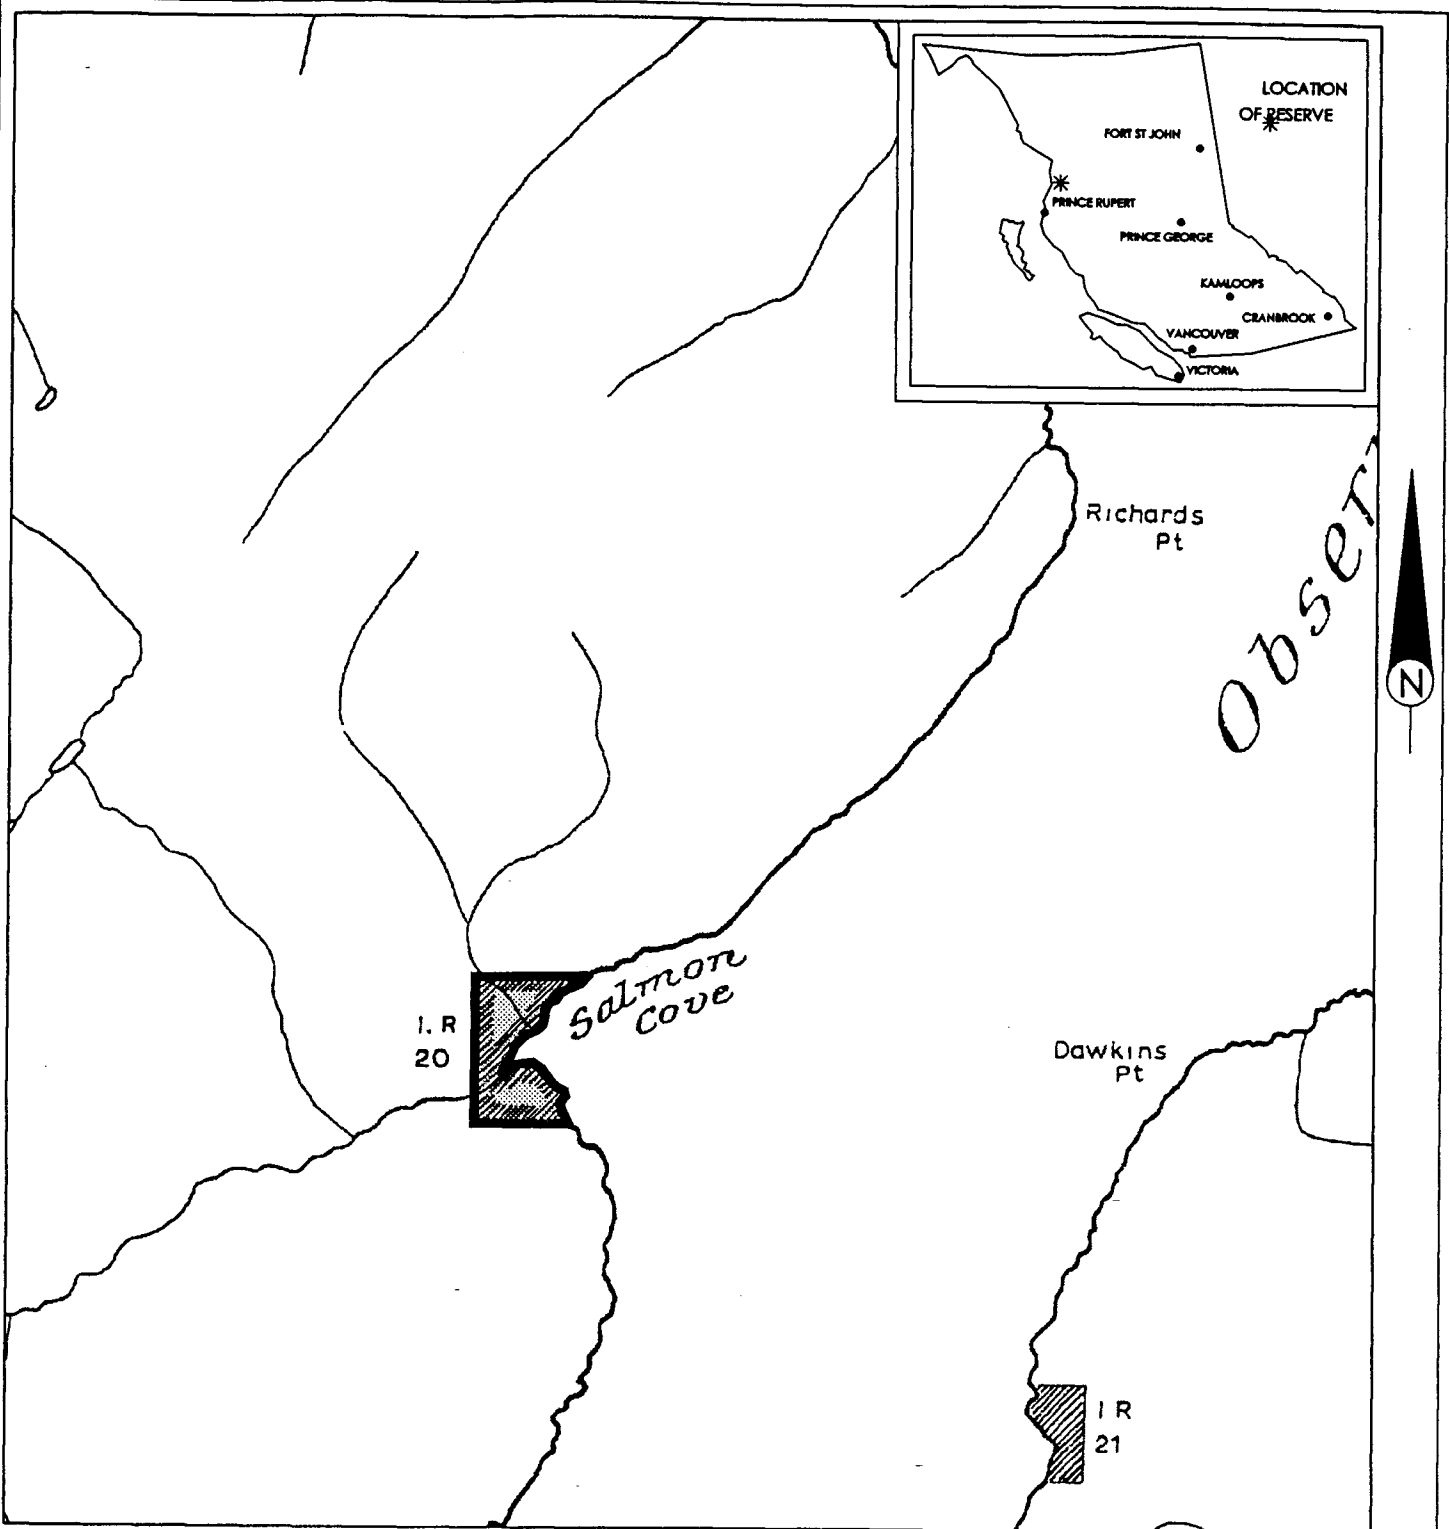 LOCATION
OF RESERVE
FORT ST JOHN
PRINCE RUPERT
PRINCE GEORGE
KAMLOOPS
CRANBROOK
VANCOUVER
VICTORIA
Richards
Pt
Obser
N
Salmon
Cove
I. R
20
Dawkins
Pt
I R
21